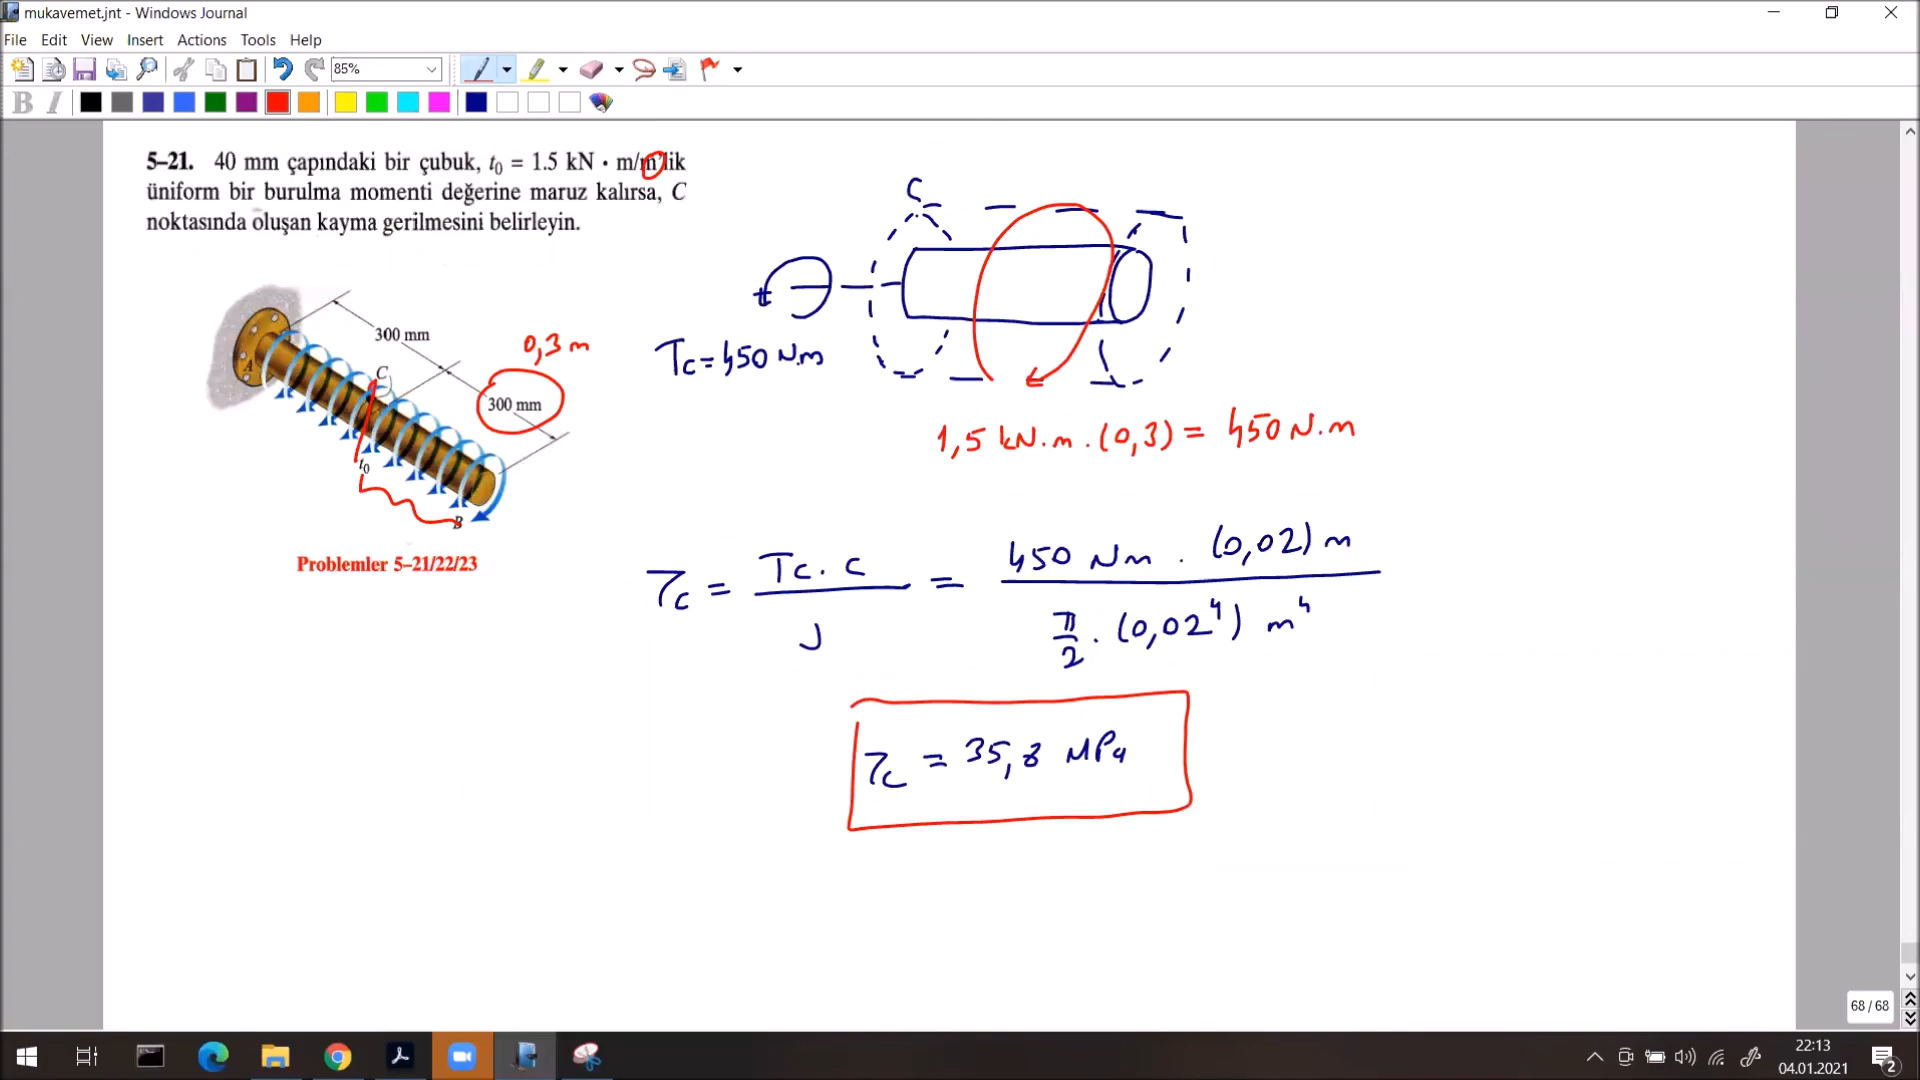 mukavemet.jnt - Windows Journal
File Edit View Insert Actions Tools Help
85%
B I
5–21. 40 mm çapındaki bir çubuk, t0 = 1.5 kN · m/m'lik
üniform bir burulma momenti değerine maruz kalırsa, C
noktasında oluşan kayma gerilmesini belirleyin.
300 mm
0,3 m
A
C
300 mm
t0
B
Problemler 5–21/22/23
C
Tc = 450 N.m
1,5 kN.m . (0,3) = 450 N.m
τc = Tc . c / J = 450 Nm . (0,02) m / π/2 . (0,02⁴) m⁴
τc = 35,8 MPa
68 / 68
22:13
04.01.2021
2